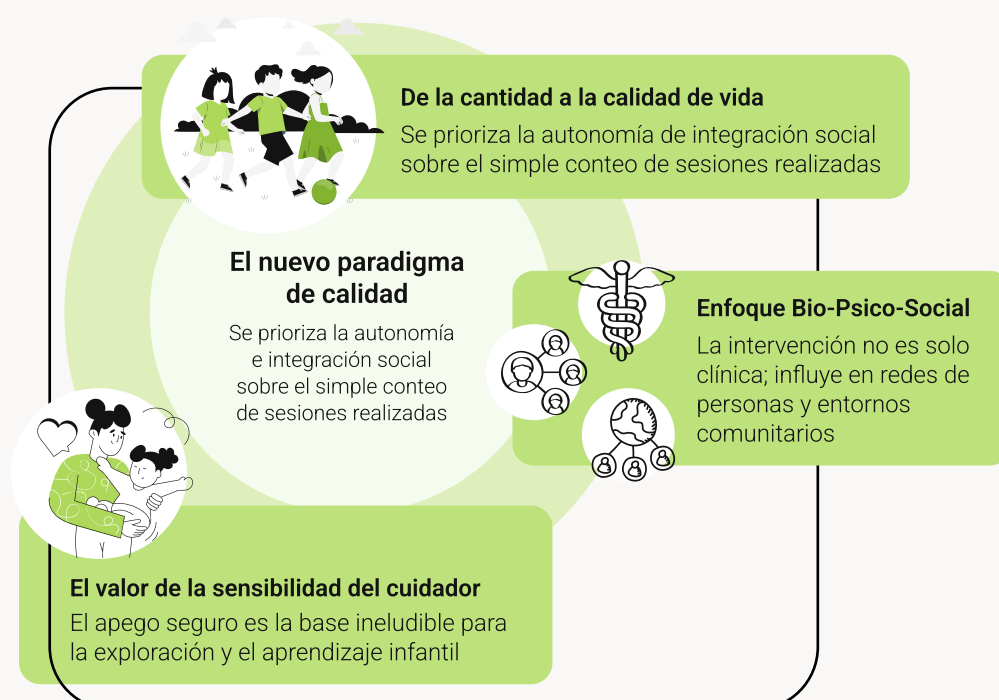 De la cantidad a la calidad de vida
Se prioriza la autonomía de integración social
sobre el simple conteo de sesiones realizadas
El nuevo paradigma
de calidad
Se prioriza la autonomía
e integración social
sobre el simple conteo
de sesiones realizadas
Enfoque Bio-Psico-Social
La intervención no es solo
clínica; influye en redes de
personas y entornos
comunitarios
El valor de la sensibilidad del cuidador
El apego seguro es la base ineludible para
la exploración y el aprendizaje infantil